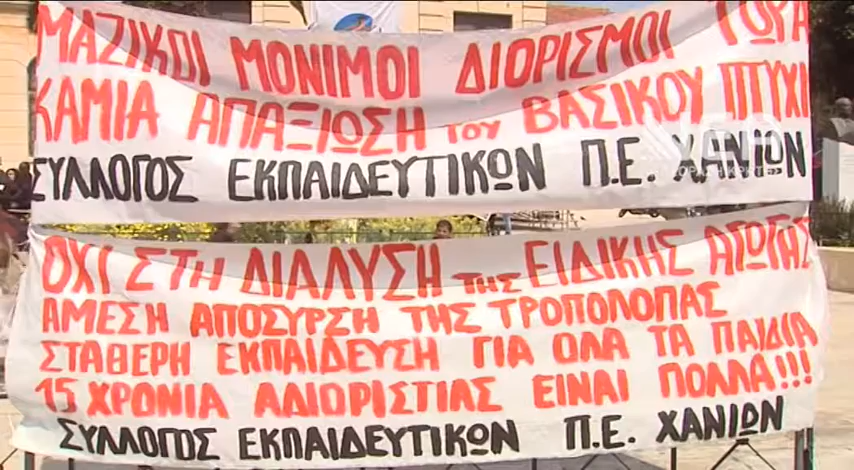 ΜΑΖΙΚΟΙ ΜΟΝΙΜΟΙ ΔΙΟΡΙΣΜΟΙ ΤΩΡΑ
ΚΑΜΙΑ ΑΠΑΞΙΩΣΗ ΤΟΥ ΒΑΣΙΚΟΥ ΠΤΥΧΙ
ΣΥΛΛΟΓΟΣ ΕΚΠΑΙΔΕΥΤΙΚΩΝ Π.Ε. ΧΑΝΙΩΝ
ΟΧΙ ΣΤΗ ΔΙΑΛΥΣΗ ΤΗΣ ΕΙΔΙΚΗΣ ΑΓΩΓΗΣ
ΑΜΕΣΗ ΑΠΟΣΥΡΣΗ ΤΗΣ ΤΡΟΠΟΛΟΓΙΑΣ
ΣΤΑΘΕΡΗ ΕΚΠΑΙΔΕΥΣΗ ΓΙΑ ΟΛΑ ΤΑ ΠΑΙΔΙΑ
15 ΧΡΟΝΙΑ ΑΔΙΟΡΙΣΤΙΑΣ ΕΙΝΑΙ ΠΟΛΛΑ!!!
ΣΥΛΛΟΓΟΣ ΕΚΠΑΙΔΕΥΤΙΚΩΝ Π.Ε. ΧΑΝΙΩΝ